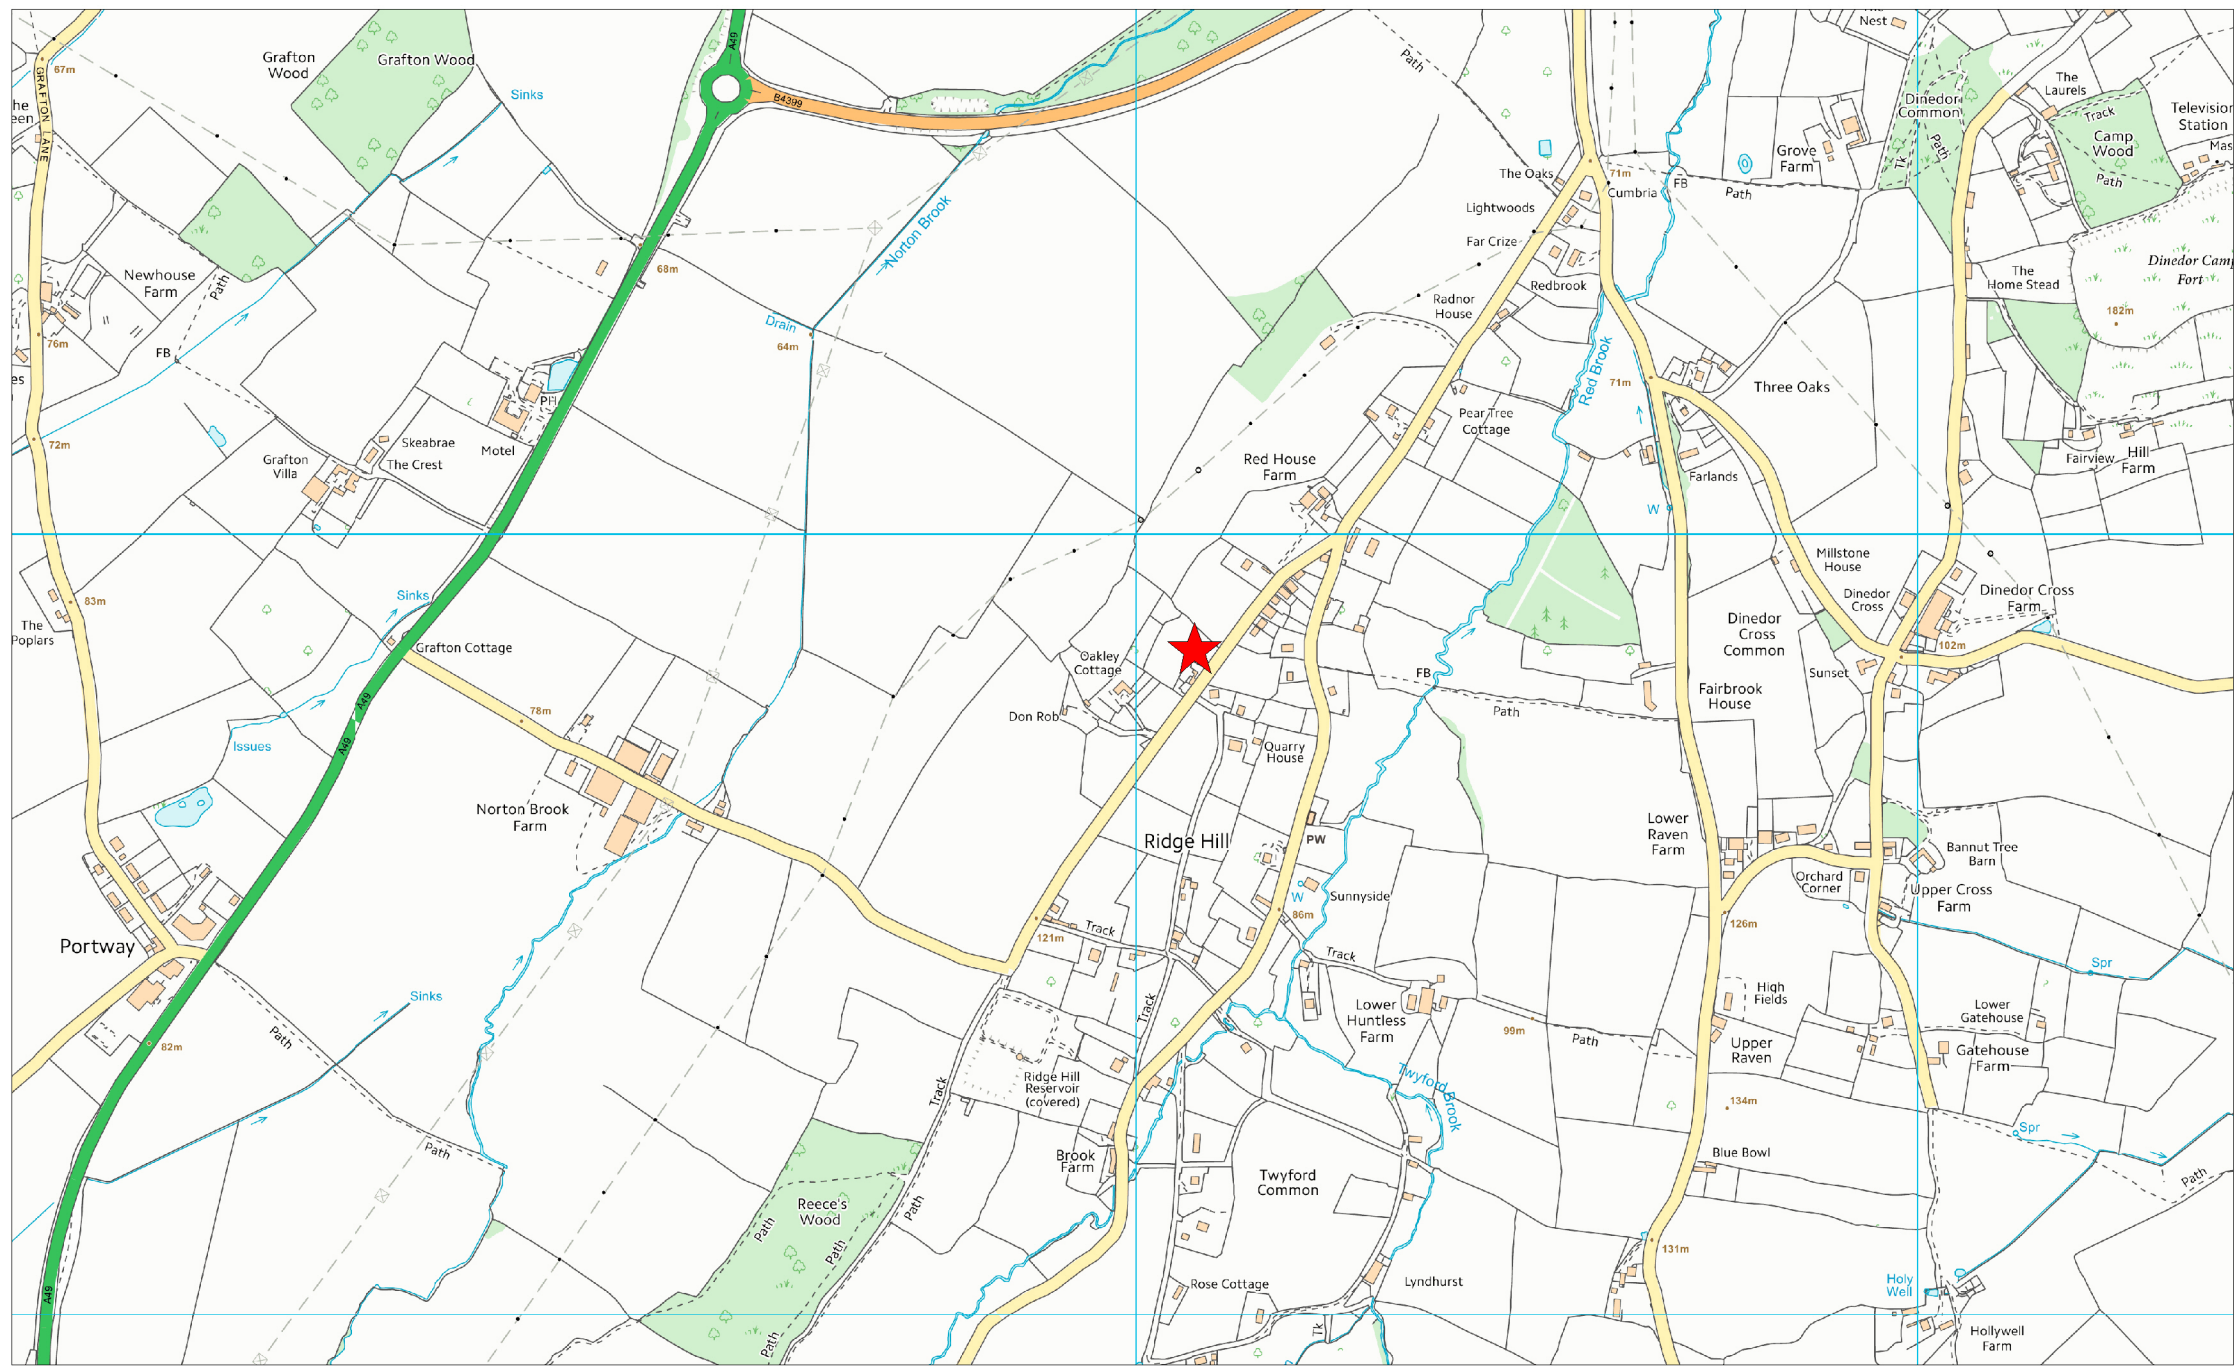 Grafton
Wood
Grafton Wood
A49
B4399
Sinks
67m
GRAFTON LANE
Path
Nest
The
Laurels
Dinedor
Common
Track
Television
Station
Camp
Wood
Path
Tk
Path
Grove
Farm
The Oaks
71m
Cumbria
FB
Path
Lightwoods
Far Crize
Norton Brook
68m
Newhouse
Farm
Path
Redbrook
Radnor
House
The
Home Stead
Dinedor Camp
Fort
182m
Drain
64m
76m
FB
Red Brook
71m
Three Oaks
PH
Motel
Skeabrae
The Crest
Grafton
Villa
72m
Pear Tree
Cottage
Red House
Farm
Farlands
W
Fairview
Hill
Farm
Millstone
House
Dinedor
Cross
Dinedor Cross
Farm
102m
Dinedor
Cross
Common
Sunset
83m
The
Poplars
Sinks
Grafton Cottage
A49
A49
Issues
78m
Oakley
Cottage
Don Rob
FB
Path
Fairbrook
House
Quarry
House
Norton Brook
Farm
Ridge Hill
PW
W
Sunnyside
86m
Lower
Raven
Farm
Bannut Tree
Barn
Orchard
Corner
Upper Cross
Farm
126m
Portway
121m
Track
Track
Spr
High
Fields
Lower
Gatehouse
Gatehouse
Farm
Upper
Raven
99m
Path
Lower
Huntless
Farm
Track
Sinks
82m
Path
Path
Ridge Hill
Reservoir
(covered)
Track
Twyford Brook
134m
Spr
Path
Blue Bowl
Brook
Farm
Twyford
Common
Reece's
Wood
Path
Path
Path
Path
131m
A49
Rose Cottage
Lyndhurst
Tk
Holy
Well
Hollywell
Farm